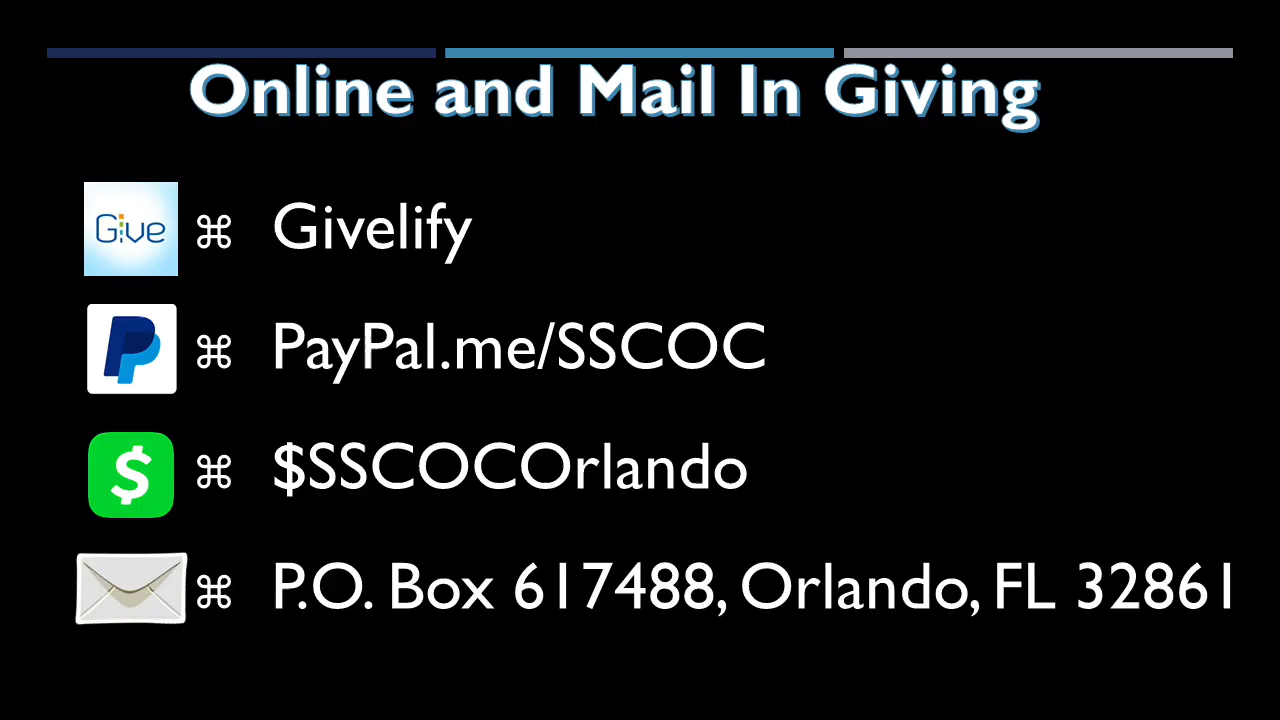 Online and Mail In Giving
Give ⌘ Givelify
⌘ PayPal.me/SSCOC
$ ⌘ $SSCOCOrlando
⌘ P.O. Box 617488, Orlando, FL 32861